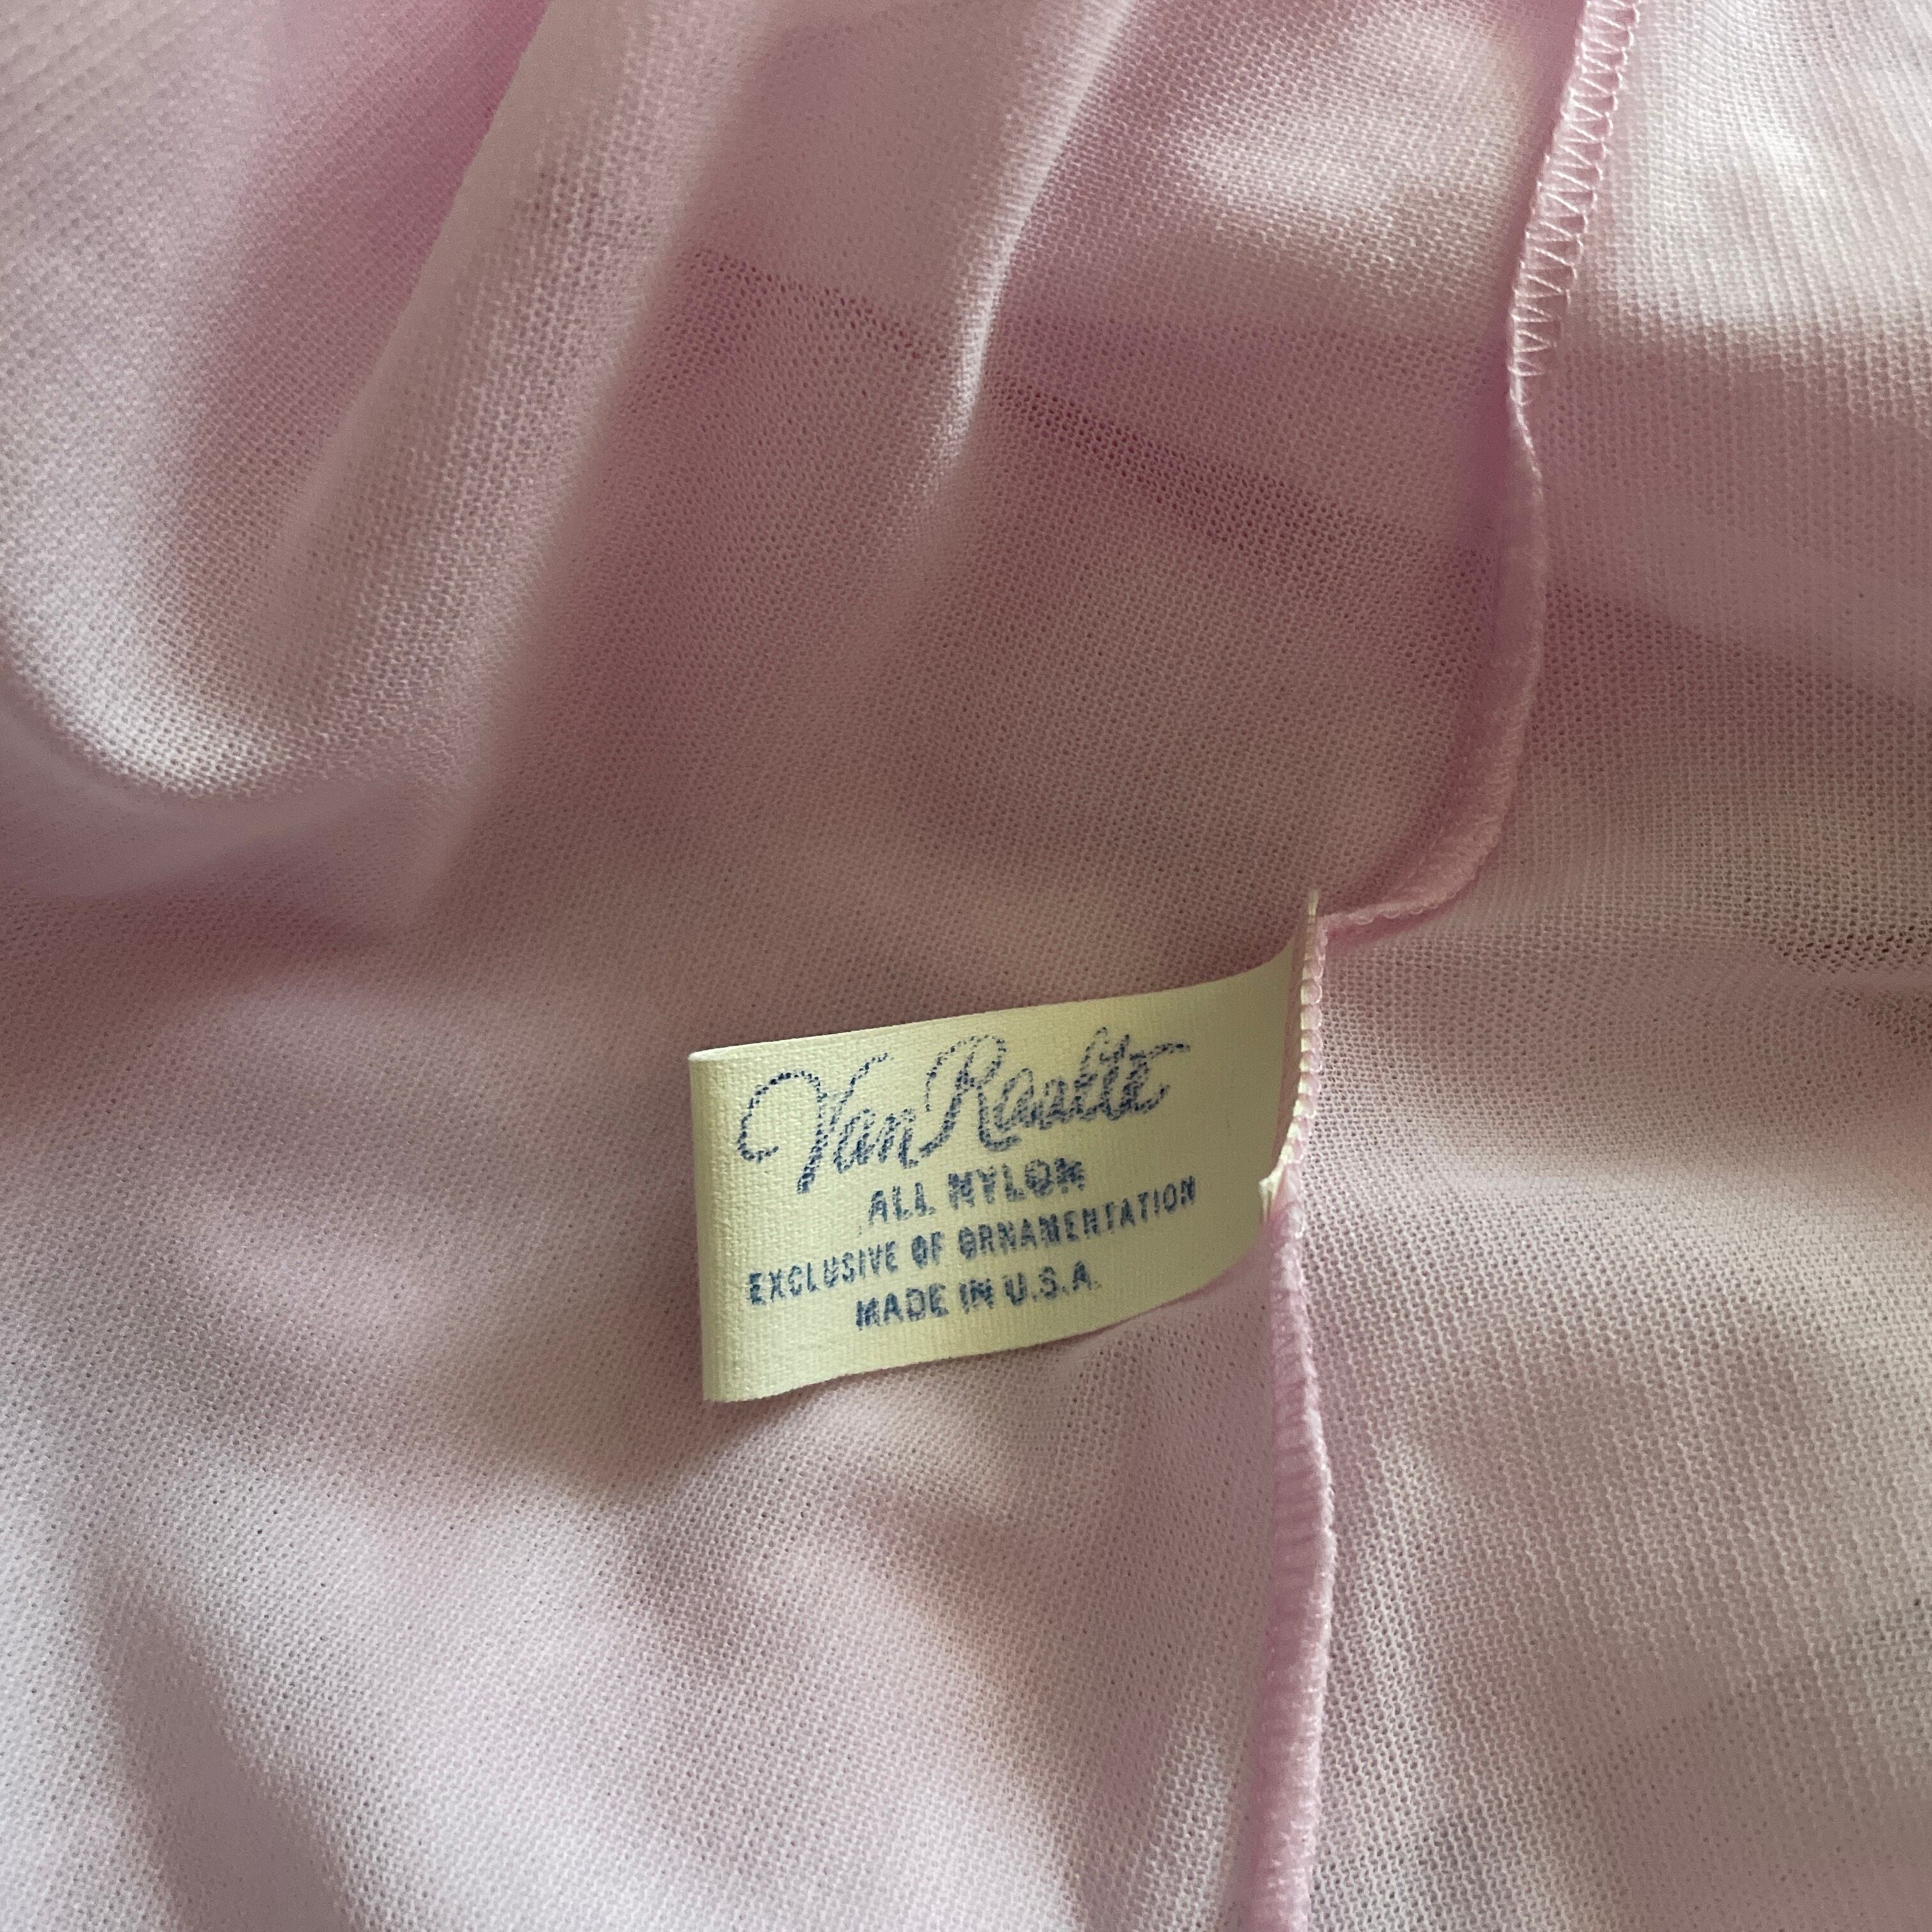 Van Raalte
ALL NYLON
EXCLUSIVE OF ORNAMENTATION
MADE IN U.S.A.